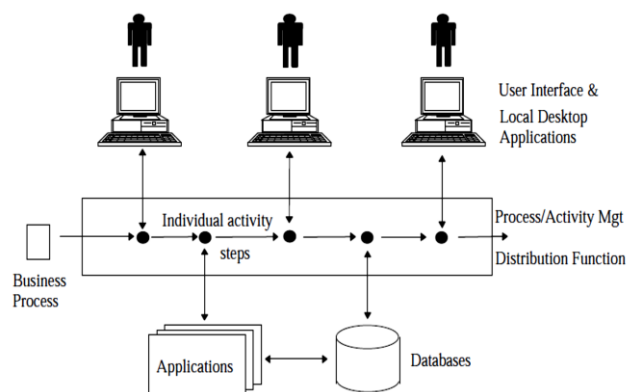 User Interface &
Local Desktop
Applications
Individual activity
steps
Process/Activity Mgt
Distribution Function
Business
Process
Applications
Databases